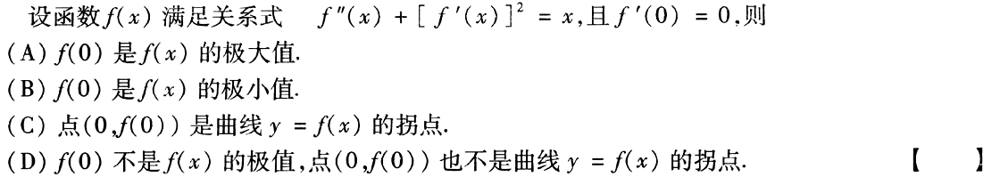 设函数f(x) 满足关系式 f″(x) + [ f ′(x)]² = x,且 f ′(0) = 0,则
(A) f(0) 是f(x) 的极大值.
(B) f(0) 是f(x) 的极小值.
(C) 点(0,f(0)) 是曲线 y = f(x) 的拐点.
(D) f(0) 不是f(x) 的极值,点(0,f(0)) 也不是曲线 y = f(x) 的拐点. 【 】